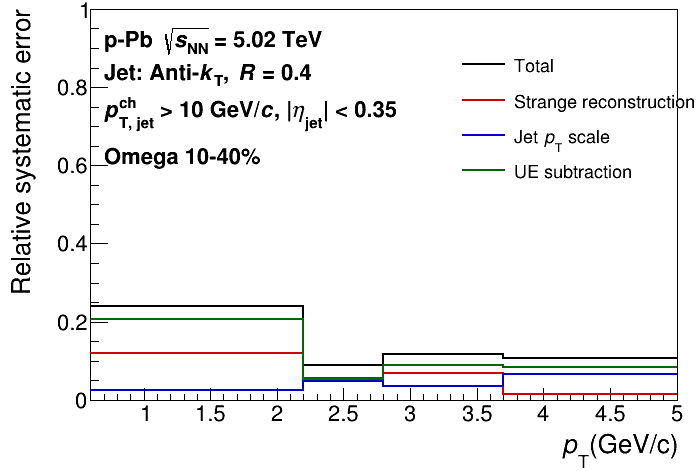 Relative systematic error
1
0.8
0.6
0.4
0.2
0
p-Pb √sNN = 5.02 TeV
Jet: Anti-kT, R = 0.4
p ch T, jet > 10 GeV/c, |ηjet| < 0.35
Omega 10-40%
Total
Strange reconstruction
Jet pT scale
UE subtraction
1 1.5 2 2.5 3 3.5 4 4.5 5
pT(GeV/c)